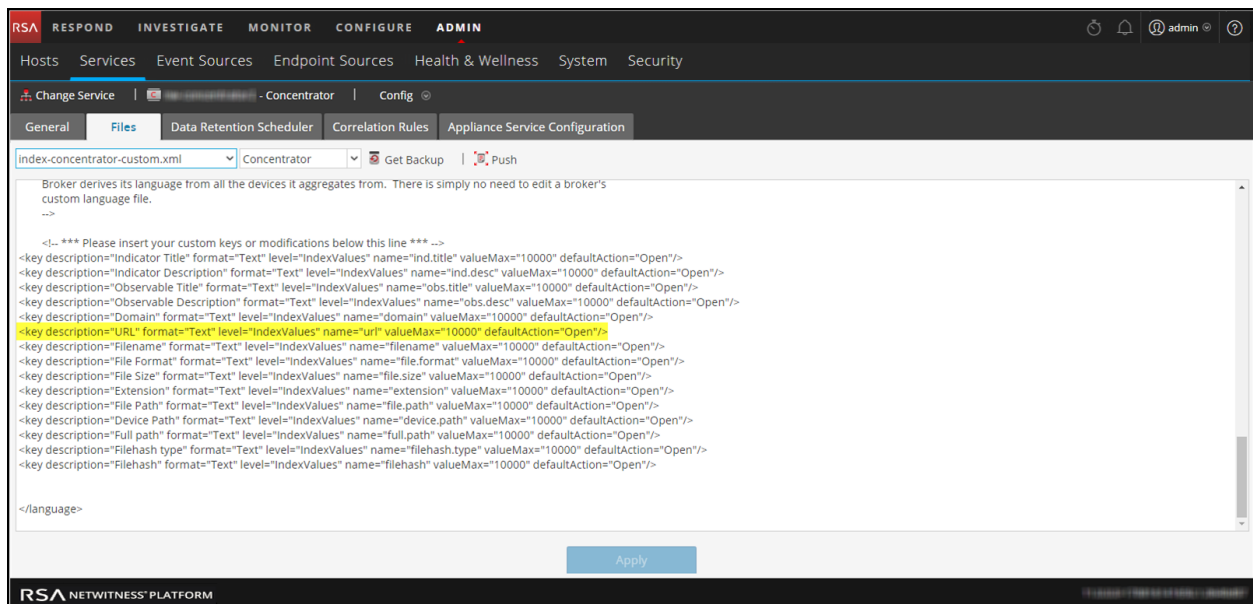 RSA RESPOND INVESTIGATE MONITOR CONFIGURE ADMIN admin ?
Hosts Services Event Sources Endpoint Sources Health & Wellness System Security
Change Service | C - Concentrator | Config
General Files Data Retention Scheduler Correlation Rules Appliance Service Configuration
index-concentrator-custom.xml Concentrator Get Backup | Push
Broker derives its language from all the devices it aggregates from. There is simply no need to edit a broker's
custom language file.
-->
<!-- *** Please insert your custom keys or modifications below this line *** -->
<key description="Indicator Title" format="Text" level="IndexValues" name="ind.title" valueMax="10000" defaultAction="Open"/>
<key description="Indicator Description" format="Text" level="IndexValues" name="ind.desc" valueMax="10000" defaultAction="Open"/>
<key description="Observable Title" format="Text" level="IndexValues" name="obs.title" valueMax="10000" defaultAction="Open"/>
<key description="Observable Description" format="Text" level="IndexValues" name="obs.desc" valueMax="10000" defaultAction="Open"/>
<key description="Domain" format="Text" level="IndexValues" name="domain" valueMax="10000" defaultAction="Open"/>
<key description="URL" format="Text" level="IndexValues" name="url" valueMax="10000" defaultAction="Open"/>
<key description="Filename" format="Text" level="IndexValues" name="filename" valueMax="10000" defaultAction="Open"/>
<key description="File Format" format="Text" level="IndexValues" name="file.format" valueMax="10000" defaultAction="Open"/>
<key description="File Size" format="Text" level="IndexValues" name="file.size" valueMax="10000" defaultAction="Open"/>
<key description="Extension" format="Text" level="IndexValues" name="extension" valueMax="10000" defaultAction="Open"/>
<key description="File Path" format="Text" level="IndexValues" name="file.path" valueMax="10000" defaultAction="Open"/>
<key description="Device Path" format="Text" level="IndexValues" name="device.path" valueMax="10000" defaultAction="Open"/>
<key description="Full path" format="Text" level="IndexValues" name="full.path" valueMax="10000" defaultAction="Open"/>
<key description="Filehash type" format="Text" level="IndexValues" name="filehash.type" valueMax="10000" defaultAction="Open"/>
<key description="Filehash" format="Text" level="IndexValues" name="filehash" valueMax="10000" defaultAction="Open"/>
</language>
Apply
RSA NETWITNESS® PLATFORM